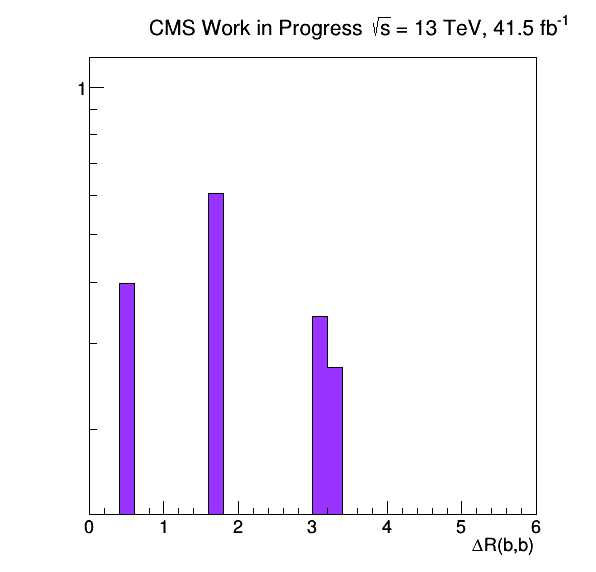 CMS Work in Progress √s = 13 TeV, 41.5 fb⁻¹
1
0 1 2 3 4 5 6
ΔR(b,b)